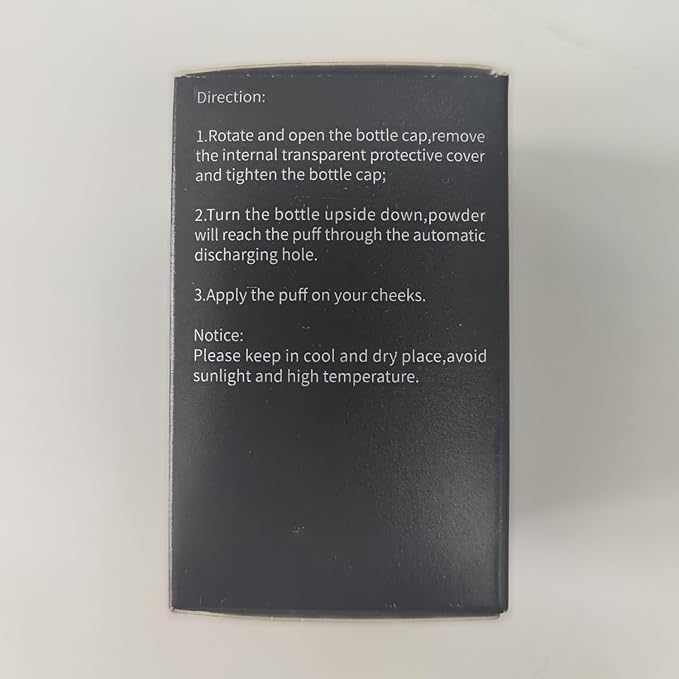 Direction:
1.Rotate and open the bottle cap,remove
the internal transparent protective cover
and tighten the bottle cap;
2.Turn the bottle upside down,powder
will reach the puff through the automatic
discharging hole.
3.Apply the puff on your cheeks.
Notice:
Please keep in cool and dry place,avoid
sunlight and high temperature.